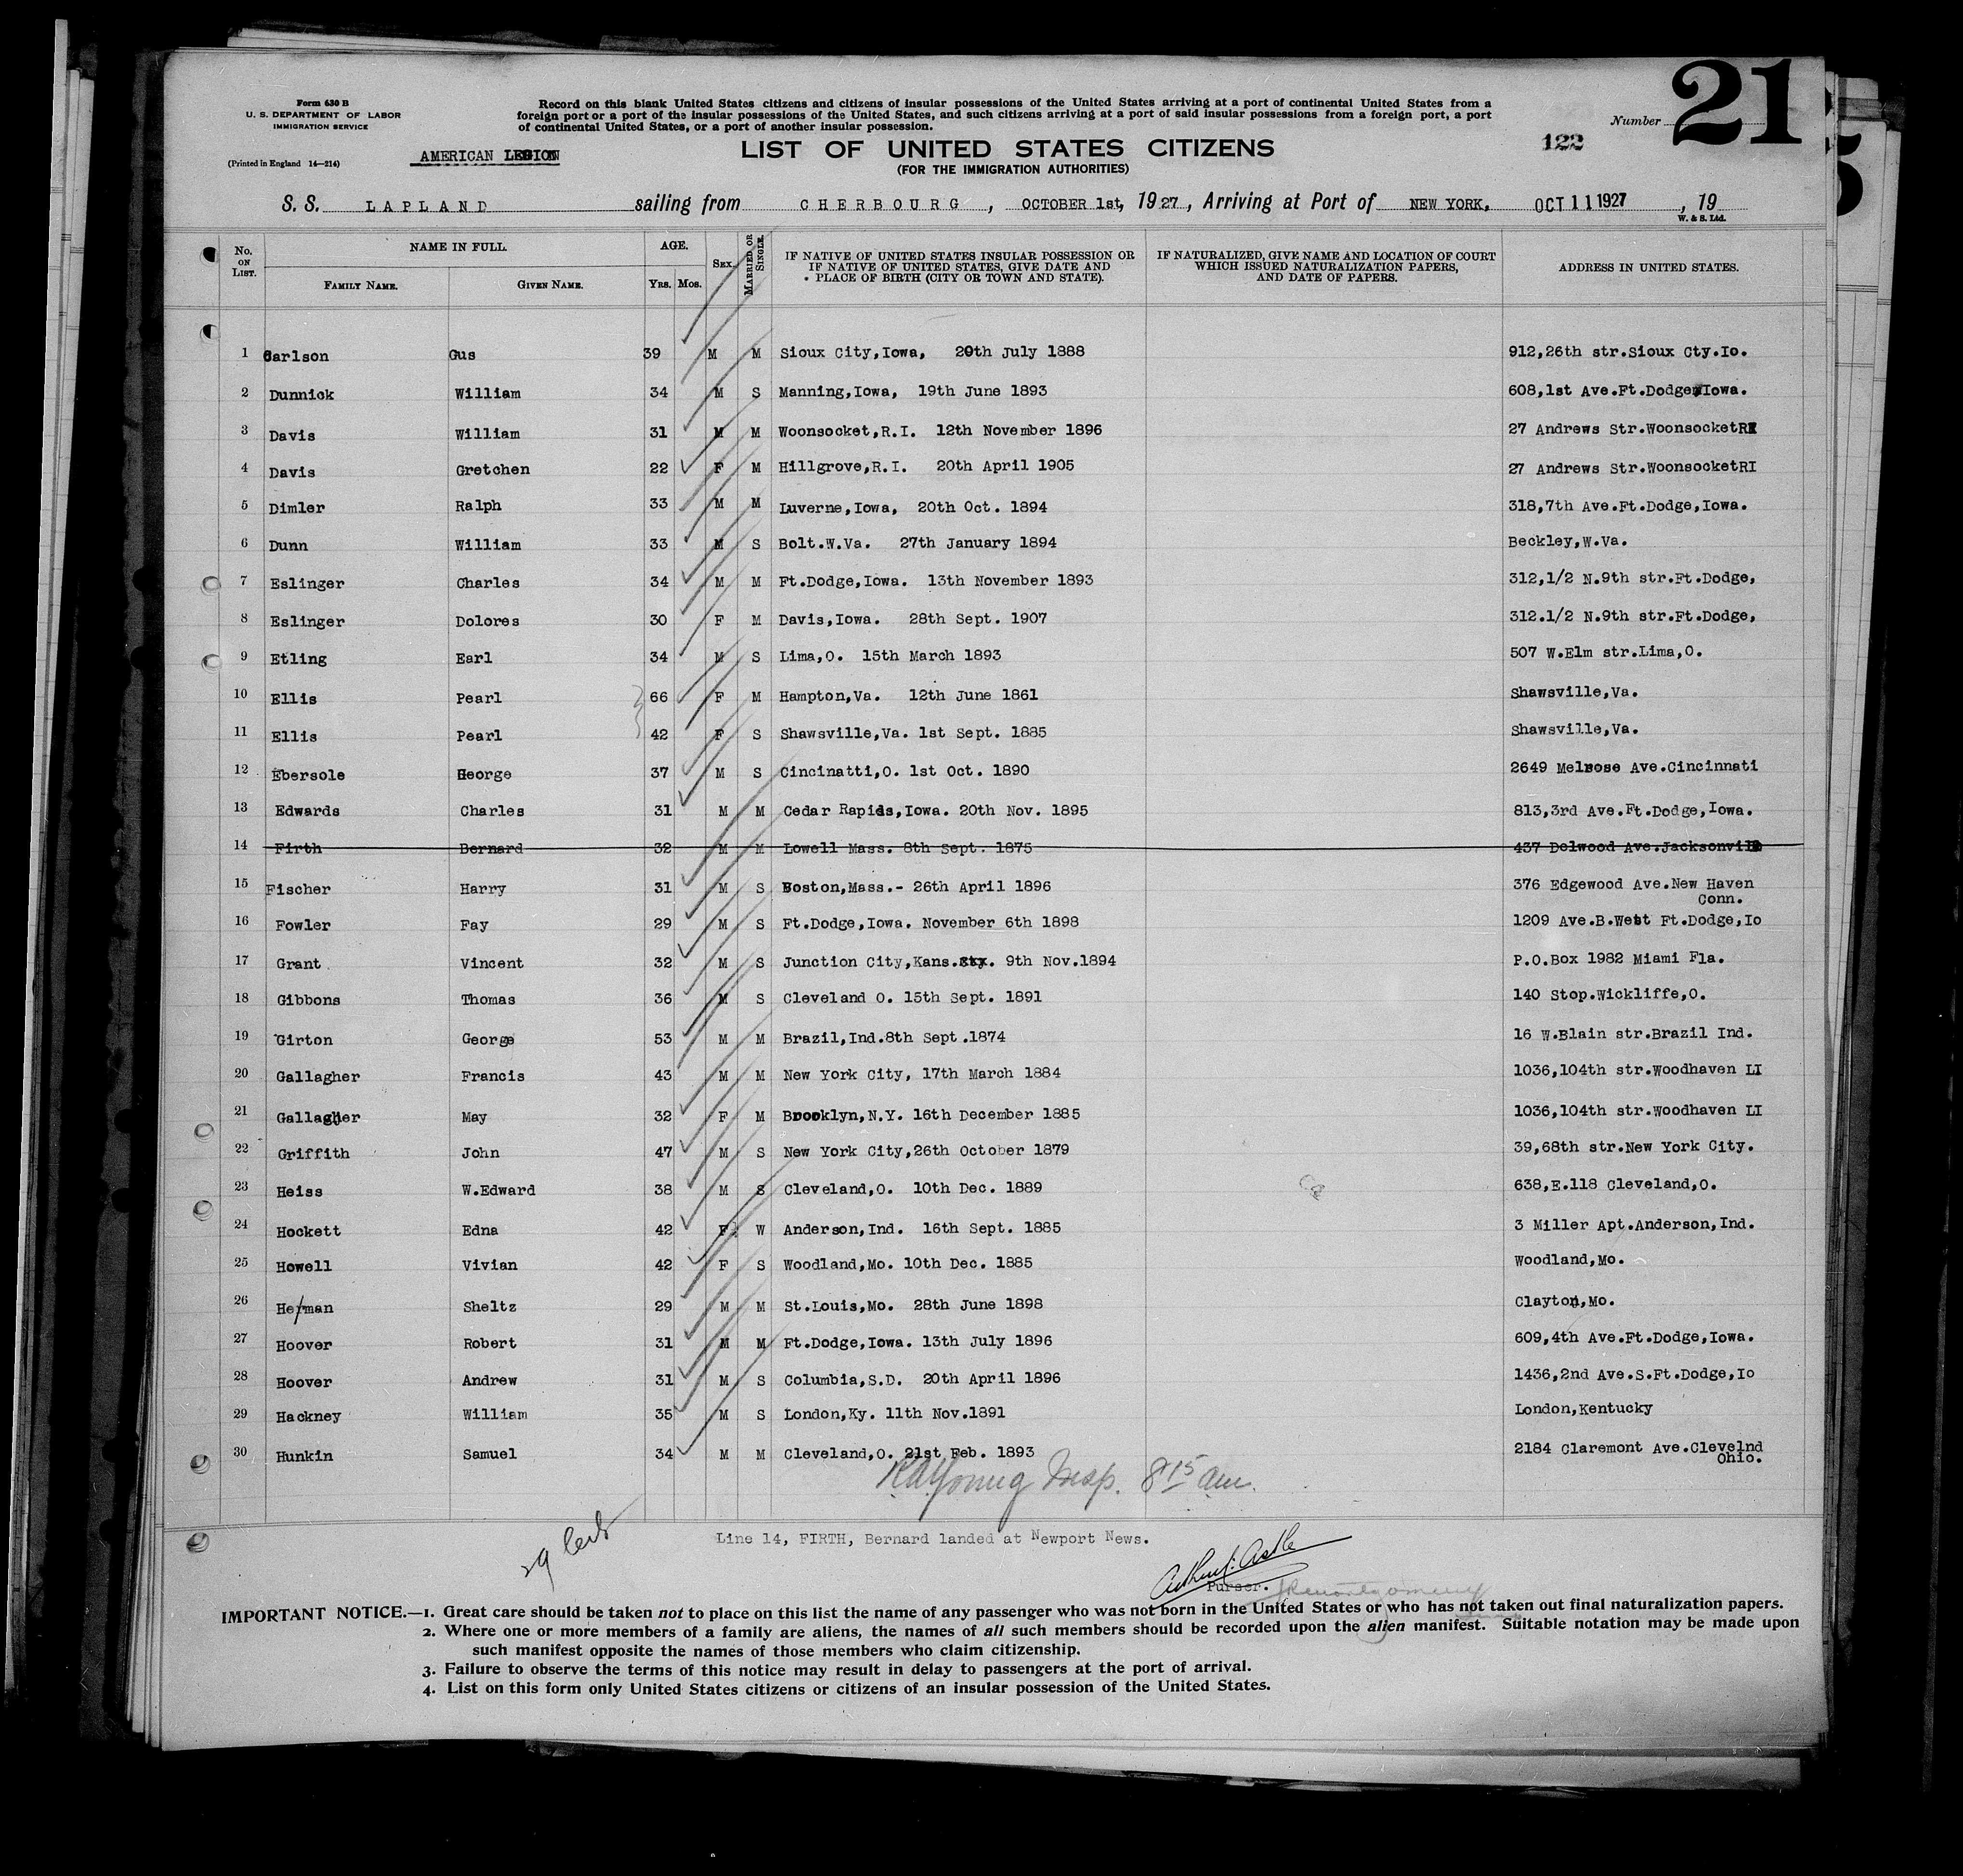 Form 630 B
U. S. DEPARTMENT OF LABOR
IMMIGRATION SERVICE
(Printed in England 14—214)
AMERICAN LEGION
Record on this blank United States citizens and citizens of insular possessions of the United States arriving at a port of continental United States from a
foreign port or a port of the insular possessions of the United States, and such citizens arriving at a port of said insular possessions from a foreign port, a port
of continental United States, or a port of another insular possession.
Number 21
122
LIST OF UNITED STATES CITIZENS
(FOR THE IMMIGRATION AUTHORITIES)
S. S. LAPLAND sailing from CHERBOURG, OCTOBER 1st, 1927, Arriving at Port of NEW YORK, OCT 11 1927, 19
W. & S. Ltd.
No. ON LIST. NAME IN FULL. FAMILY NAME. GIVEN NAME. AGE. YRS. MOS. SEX. MARRIED OR SINGLE. IF NATIVE OF UNITED STATES INSULAR POSSESSION OR IF NATIVE OF UNITED STATES, GIVE DATE AND PLACE OF BIRTH (CITY OR TOWN AND STATE). IF NATURALIZED, GIVE NAME AND LOCATION OF COURT WHICH ISSUED NATURALIZATION PAPERS, AND DATE OF PAPERS. ADDRESS IN UNITED STATES.
1 Carlson Gus 39 M M Sioux City,Iowa, 20th July 1888 912,26th str.Sioux Cty.Io.
2 Dunnick William 34 M S Manning,Iowa, 19th June 1893 608,1st Ave.Ft.Dodge,Iowa.
3 Davis William 31 M M Woonsocket,R.I. 12th November 1896 27 Andrews Str.WoonsocketRI
4 Davis Gretchen 22 F M Hillgrove,R.I. 20th April 1905 27 Andrews Str.WoonsocketRI
5 Dimler Ralph 33 M M Luverne,Iowa, 20th Oct. 1894 318,7th Ave.Ft.Dodge,Iowa.
6 Dunn William 33 M S Bolt.W.Va. 27th January 1894 Beckley,W.Va.
7 Eslinger Charles 34 M M Ft.Dodge,Iowa. 13th November 1893 312,1/2 N.9th str.Ft.Dodge,
8 Eslinger Dolores 30 F M Davis,Iowa. 28th Sept. 1907 312.1/2 N.9th str.Ft.Dodge,
9 Etling Earl 34 M S Lima,O. 15th March 1893 507 W.Elm str.Lima,O.
10 Ellis Pearl 66 F M Hampton,Va. 12th June 1861 Shawsville,Va.
11 Ellis Pearl 42 F S Shawsville,Va. 1st Sept. 1885 Shawsville,Va.
12 Ebersole George 37 M S Cincinatti,O. 1st Oct. 1890 2649 Melrose Ave.Cincinnati
13 Edwards Charles 31 M M Cedar Rapids,Iowa. 20th Nov. 1895 813,3rd Ave.Ft.Dodge,Iowa.
14 Firth Bernard 32 M M Lowell Mass. 8th Sept. 1875 437 Dolwood Ave.Jacksonvill
15 Fischer Harry 31 M S Boston,Mass.- 26th April 1896 376 Edgewood Ave.New Haven
Conn.
16 Fowler Fay 29 M S Ft.Dodge,Iowa. November 6th 1898 1209 Ave.B.West Ft.Dodge,Io
17 Grant Vincent 32 M S Junction City,Kans. 9th Nov.1894 P.O.Box 1982 Miami Fla.
18 Gibbons Thomas 36 M S Cleveland O. 15th Sept. 1891 140 Stop.Wickliffe,O.
19 Girton George 53 M M Brazil,Ind.8th Sept.1874 16 W.Blain str.Brazil Ind.
20 Gallagher Francis 43 M M New York City, 17th March 1884 1036,104th str.Woodhaven LI
21 Gallagher May 32 F M Brooklyn,N.Y. 16th December 1885 1036,104th str.Woodhaven LI
22 Griffith John 47 M S New York City,26th October 1879 39,68th str.New York City.
23 Heiss W.Edward 38 M S Cleveland,O. 10th Dec. 1889 638,E.118 Cleveland,O.
24 Hockett Edna 42 F W Anderson,Ind. 16th Sept. 1885 3 Miller Apt.Anderson,Ind.
25 Howell Vivian 42 F S Woodland,Mo. 10th Dec. 1885 Woodland,Mo.
26 Herman Sheltz 29 M M St.Louis,Mo. 28th June 1898 Clayton,Mo.
27 Hoover Robert 31 M M Ft.Dodge,Iowa. 13th July 1896 609,4th Ave.Ft.Dodge,Iowa.
28 Hoover Andrew 31 M S Columbia,S.D. 20th April 1896 1436,2nd Ave.S.Ft.Dodge,Io
29 Hackney William 35 M S London,Ky. 11th Nov.1891 London,Kentucky
30 Hunkin Samuel 34 M M Cleveland,O. 21st Feb. 1893 2184 Claremont Ave.Clevelnd
Ohio.
Young Insp. 8 15 am.
29
Line 14, FIRTH, Bernard landed at Newport News.
Purser.
IMPORTANT NOTICE.—1. Great care should be taken not to place on this list the name of any passenger who was not born in the United States or who has not taken out final naturalization papers.
2. Where one or more members of a family are aliens, the names of all such members should be recorded upon the alien manifest. Suitable notation may be made upon
such manifest opposite the names of those members who claim citizenship.
3. Failure to observe the terms of this notice may result in delay to passengers at the port of arrival.
4. List on this form only United States citizens or citizens of an insular possession of the United States.